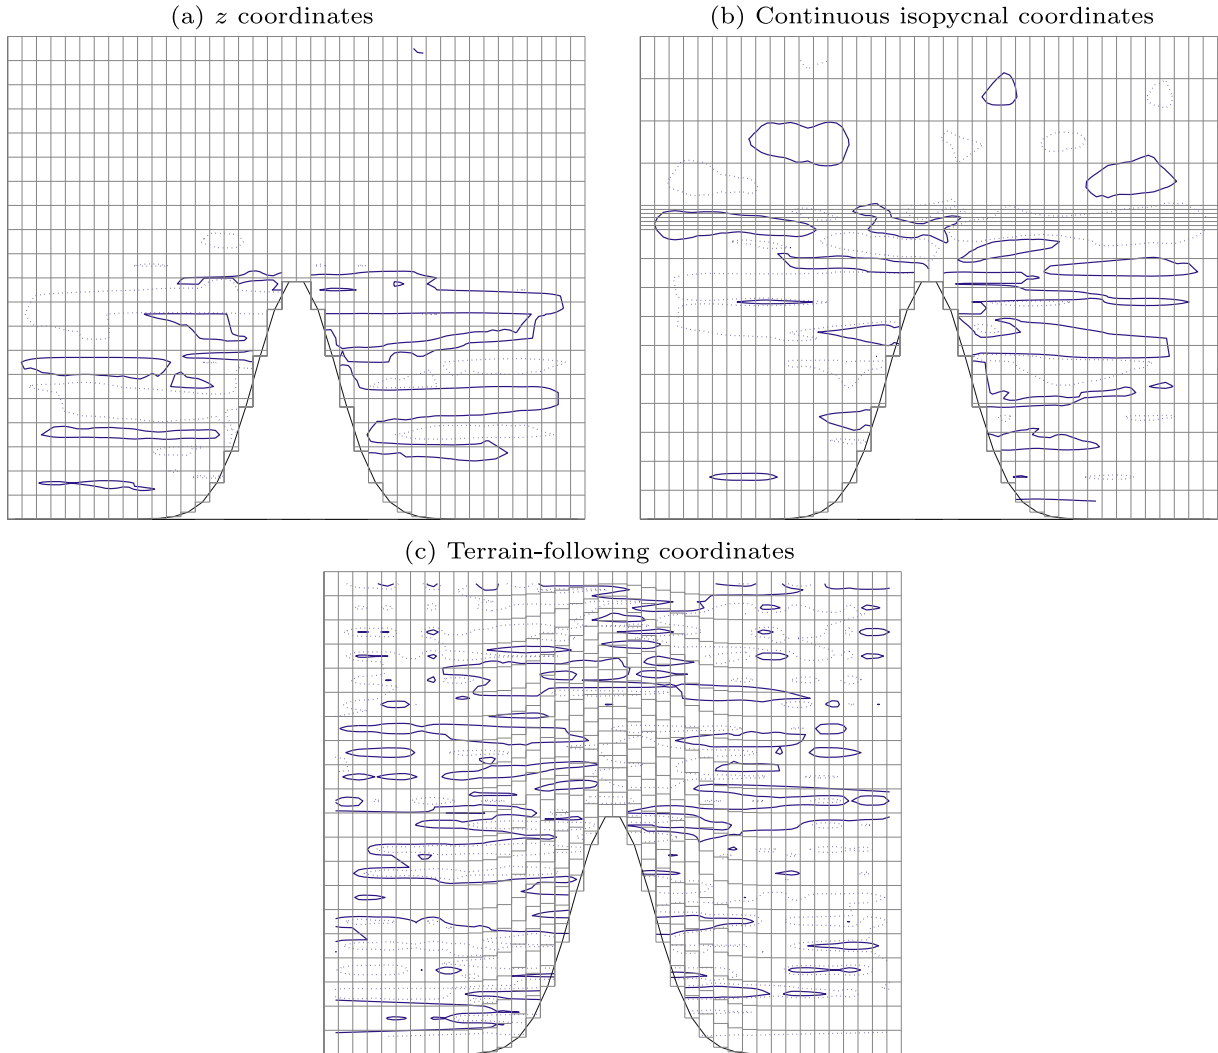 (a) z coordinates
(b) Continuous isopycnal coordinates
(c) Terrain-following coordinates